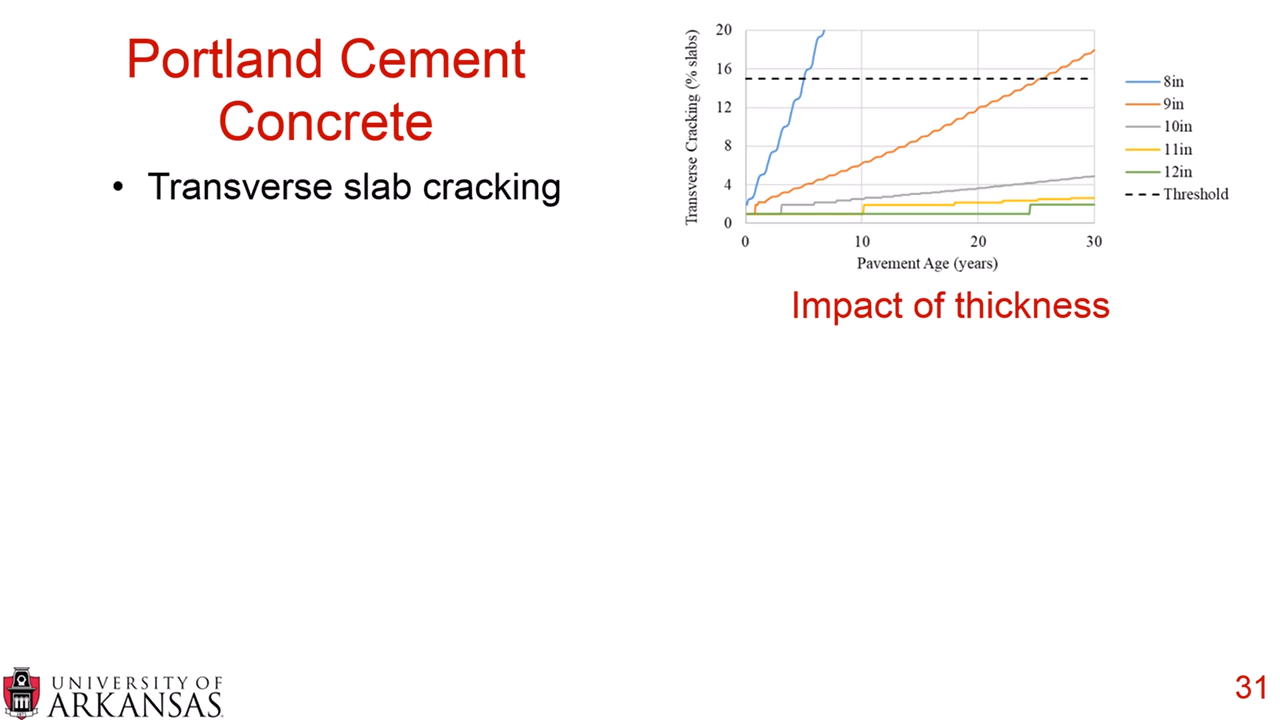 Portland Cement
Concrete
• Transverse slab cracking
Transverse Cracking (% slabs)
20
16
12
8
4
0
0 10 20 30
Pavement Age (years)
8in
9in
10in
11in
12in
Threshold
Impact of thickness
UNIVERSITY OF
ARKANSAS
31